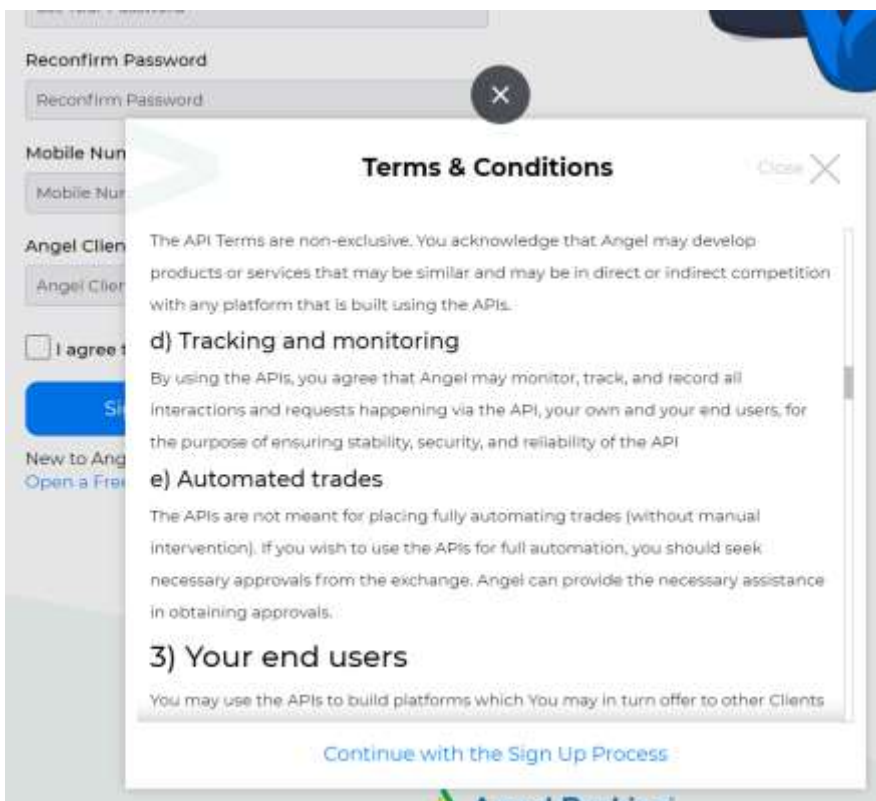 Reconfirm Password
Reconfirm Password
Mobile Num
Mobile Nur
Angel Clien
Angel Clier
I agree t
Si
New to Ang
Open a Free
Terms & Conditions
Close
The API Terms are non-exclusive. You acknowledge that Angel may develop
products or services that may be similar and may be in direct or indirect competition
with any platform that is built using the APIs.
d) Tracking and monitoring
By using the APIs, you agree that Angel may monitor, track, and record all
interactions and requests happening via the API, your own and your end users, for
the purpose of ensuring stability, security, and reliability of the API
e) Automated trades
The APIs are not meant for placing fully automating trades (without manual
intervention). If you wish to use the APIs for full automation, you should seek
necessary approvals from the exchange. Angel can provide the necessary assistance
in obtaining approvals.
3) Your end users
You may use the APIs to build platforms which You may in turn offer to other Clients
Continue with the Sign Up Process